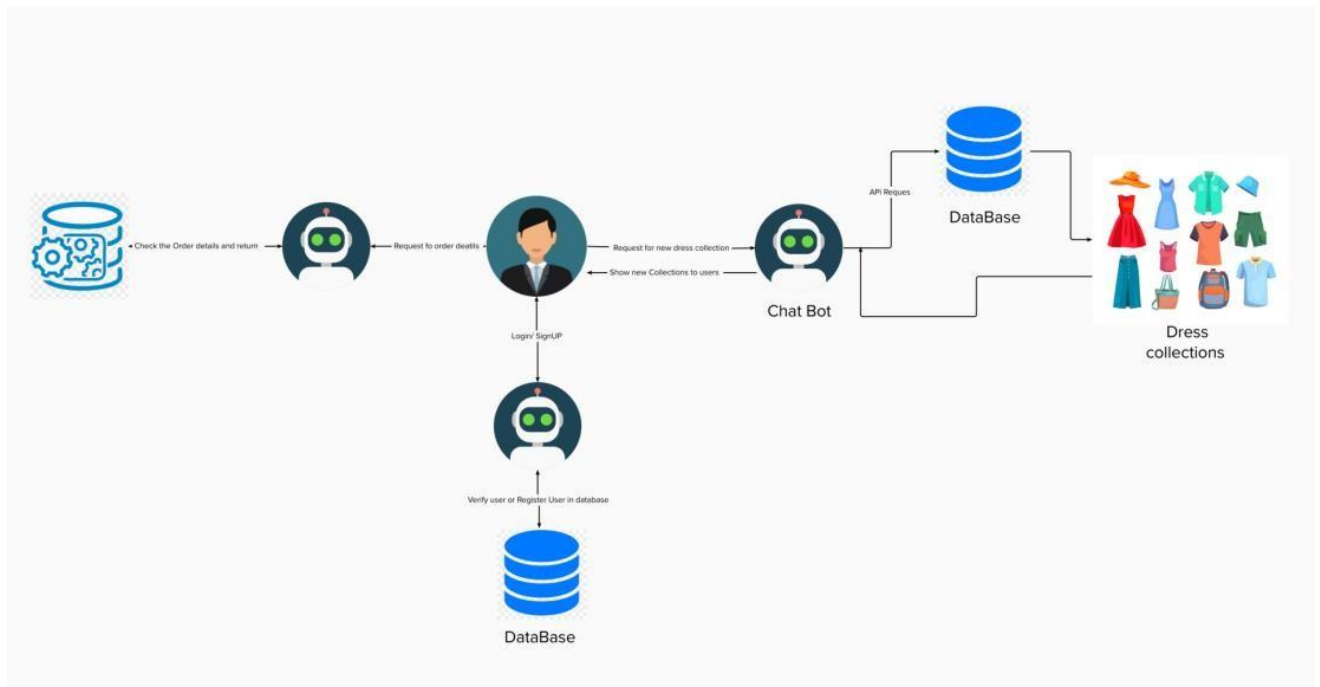 DataBase
API Reques
Check the Order details and return
Request fo order deatils
Request for new dress collection
Show new Collections to users
Chat Bot
Dress
collections
Login/ SignUP
Verify user or Register User in database
DataBase